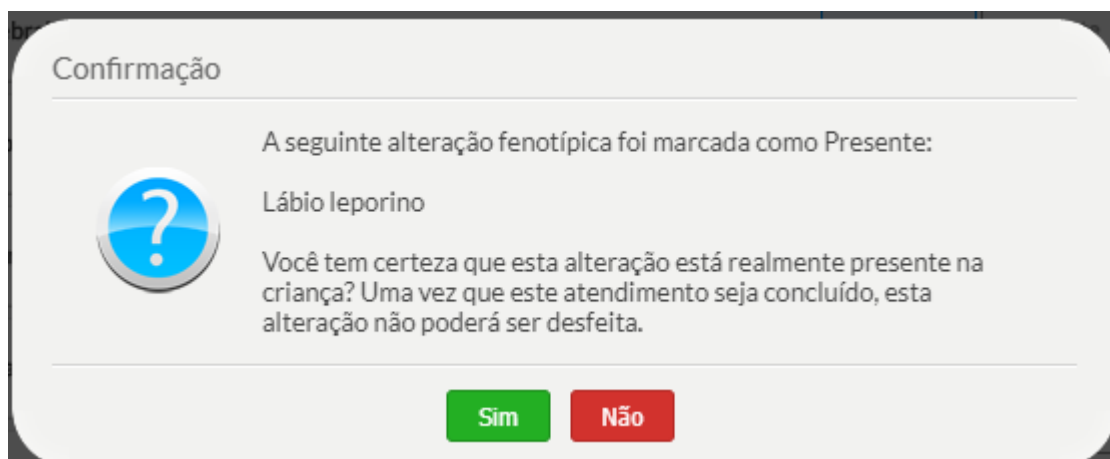 Confirmação
A seguinte alteração fenotípica foi marcada como Presente:
Lábio leporino
Você tem certeza que esta alteração está realmente presente na
criança? Uma vez que este atendimento seja concluído, esta
alteração não poderá ser desfeita.
Sim Não